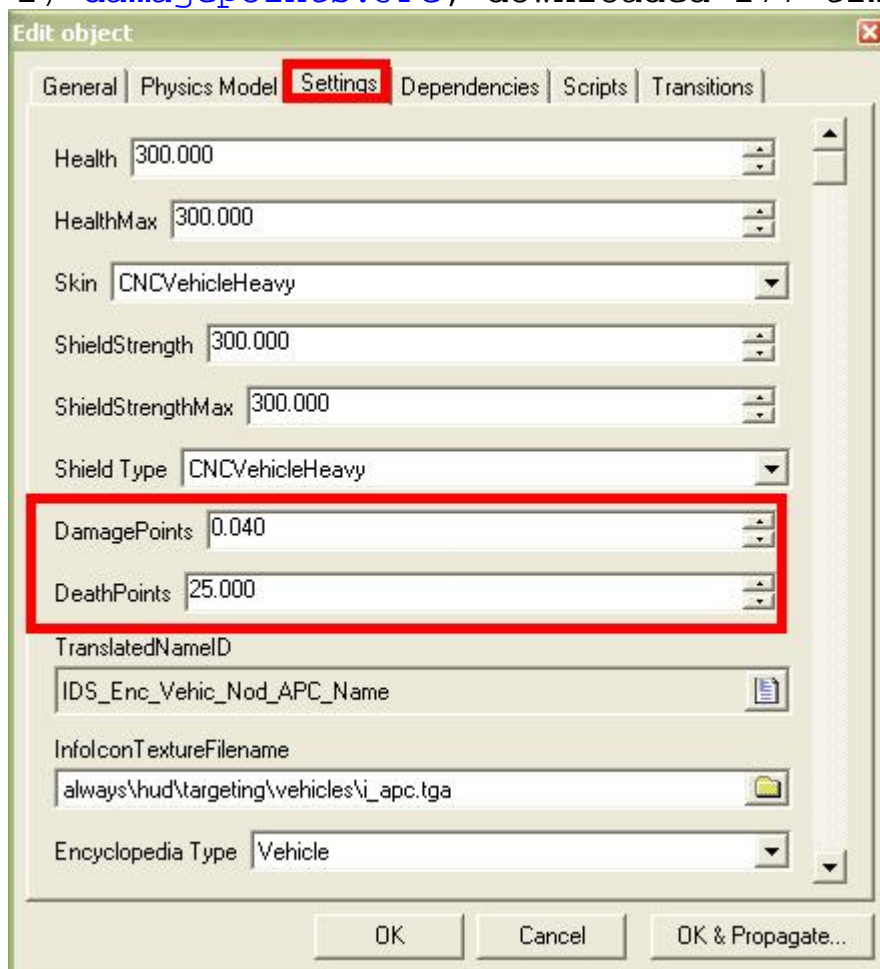 Edit object
General Physics Model Settings Dependencies Scripts Transitions
Health 300.000
HealthMax 300.000
Skin CNCVehicleHeavy
ShieldStrength 300.000
ShieldStrengthMax 300.000
Shield Type CNCVehicleHeavy
DamagePoints 0.040
DeathPoints 25.000
TranslatedNameID
IDS_Enc_Vehic_Nod_APC_Name
InfoIconTextureFilename
always\hud\targeting\vehicles\i_apc.tga
Encyclopedia Type Vehicle
OK Cancel OK & Propagate...